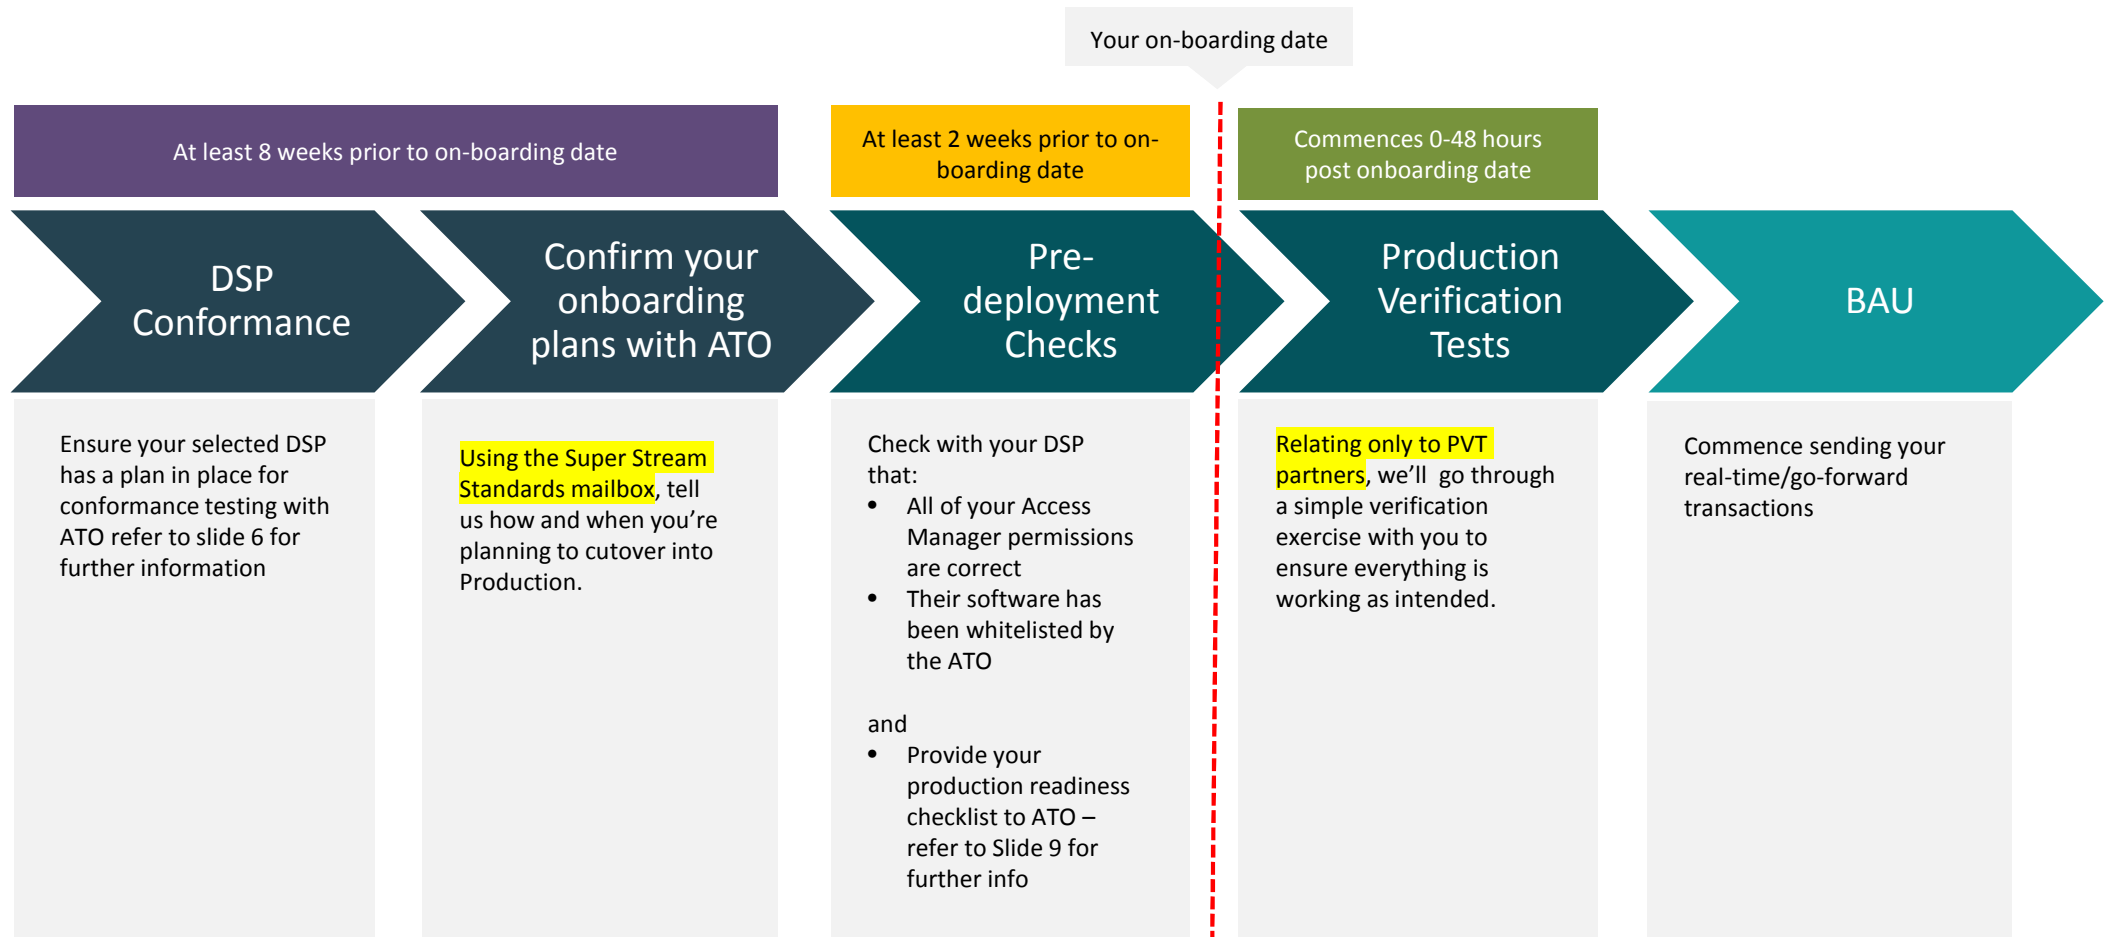 Your on-boarding date
At least 8 weeks prior to on-boarding date
At least 2 weeks prior to on-
boarding date
Commences 0-48 hours
post onboarding date
DSP
Conformance
Confirm your
onboarding
plans with ATO
Pre-
deployment
Checks
Production
Verification
Tests
BAU
Ensure your selected DSP
has a plan in place for
conformance testing with
ATO refer to slide 6 for
further information
Using the Super Stream
Standards mailbox, tell
us how and when you’re
planning to cutover into
Production.
Check with your DSP
that:
• All of your Access
Manager permissions
are correct
• Their software has
been whitelisted by
the ATO
and
• Provide your
production readiness
checklist to ATO –
refer to Slide 9 for
further info
Relating only to PVT
partners, we’ll  go through
a simple verification
exercise with you to
ensure everything is
working as intended.
Commence sending your
real-time/go-forward
transactions